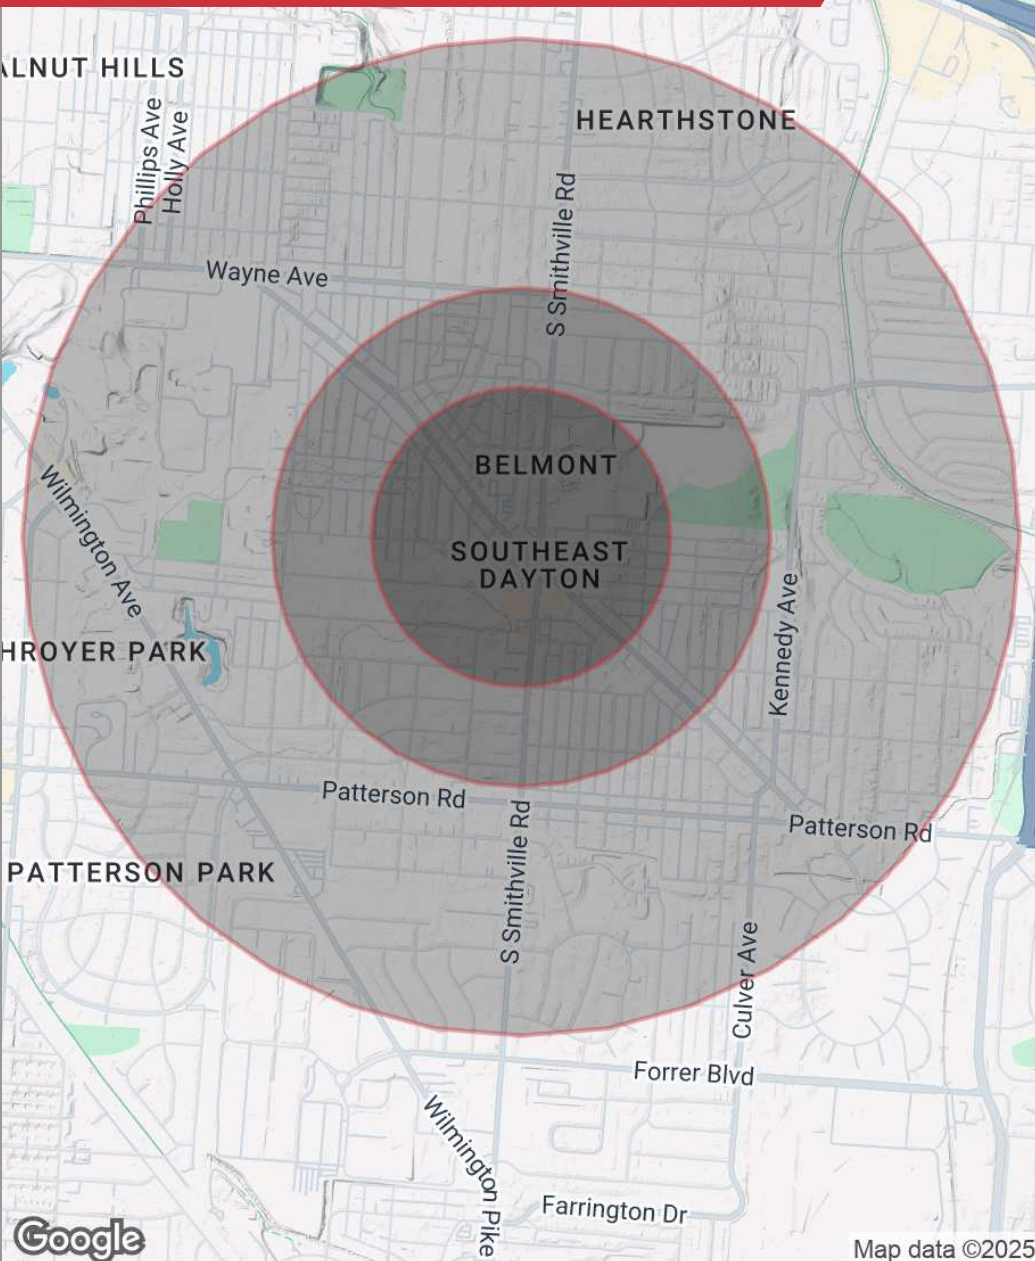 ALNUT HILLS
HEARTHSTONE
Phillips Ave
Holly Ave
S Smithville Rd
Wayne Ave
BELMONT
SOUTHEAST
DAYTON
Wilmington Ave
Kennedy Ave
HROYER PARK
Patterson Rd
Patterson Rd
PATTERSON PARK
S Smithville Rd
Culver Ave
Forrer Blvd
Wilmington Pike
Farrington Dr
Google
Map data ©2025